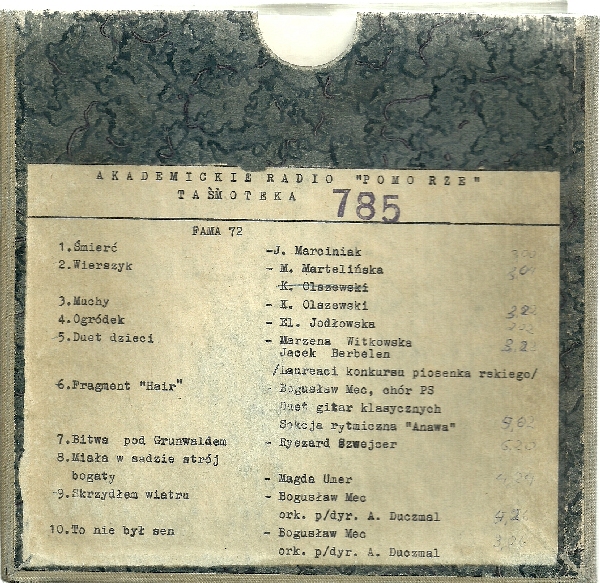 AKADEMICKIE RADIO "POMORZE"
TAŚMOTEKA 785
FAMA 72
1.Śmierć -J. Marciniak
2.Wierszyk - M. Martelińska
K. Olszewski
3.Muchy - K. Olszewski 3,23
4.Ogródek - El. Jodłowska
5.Duet dzieci - Marzena Witkowska
Jacek Berbelen
/Laureaci konkursu piosenka rskiego/
6.Fragment "Hair" - Bogusław Mec, chór PS
Duet gitar klasycznych
Sekcja rytmiczna "Anawa"
7.Bitwa pod Grunwaldem - Ryszard Szwejcer
8.Miała w sadzie strój
bogaty - Magda Umer
9.Skrzydłem wiatru - Bogusław Mec
ork. p/dyr. A. Duczmal
10.To nie był sen - Bogusław Mec
ork. p/dyr. A. Duczmal